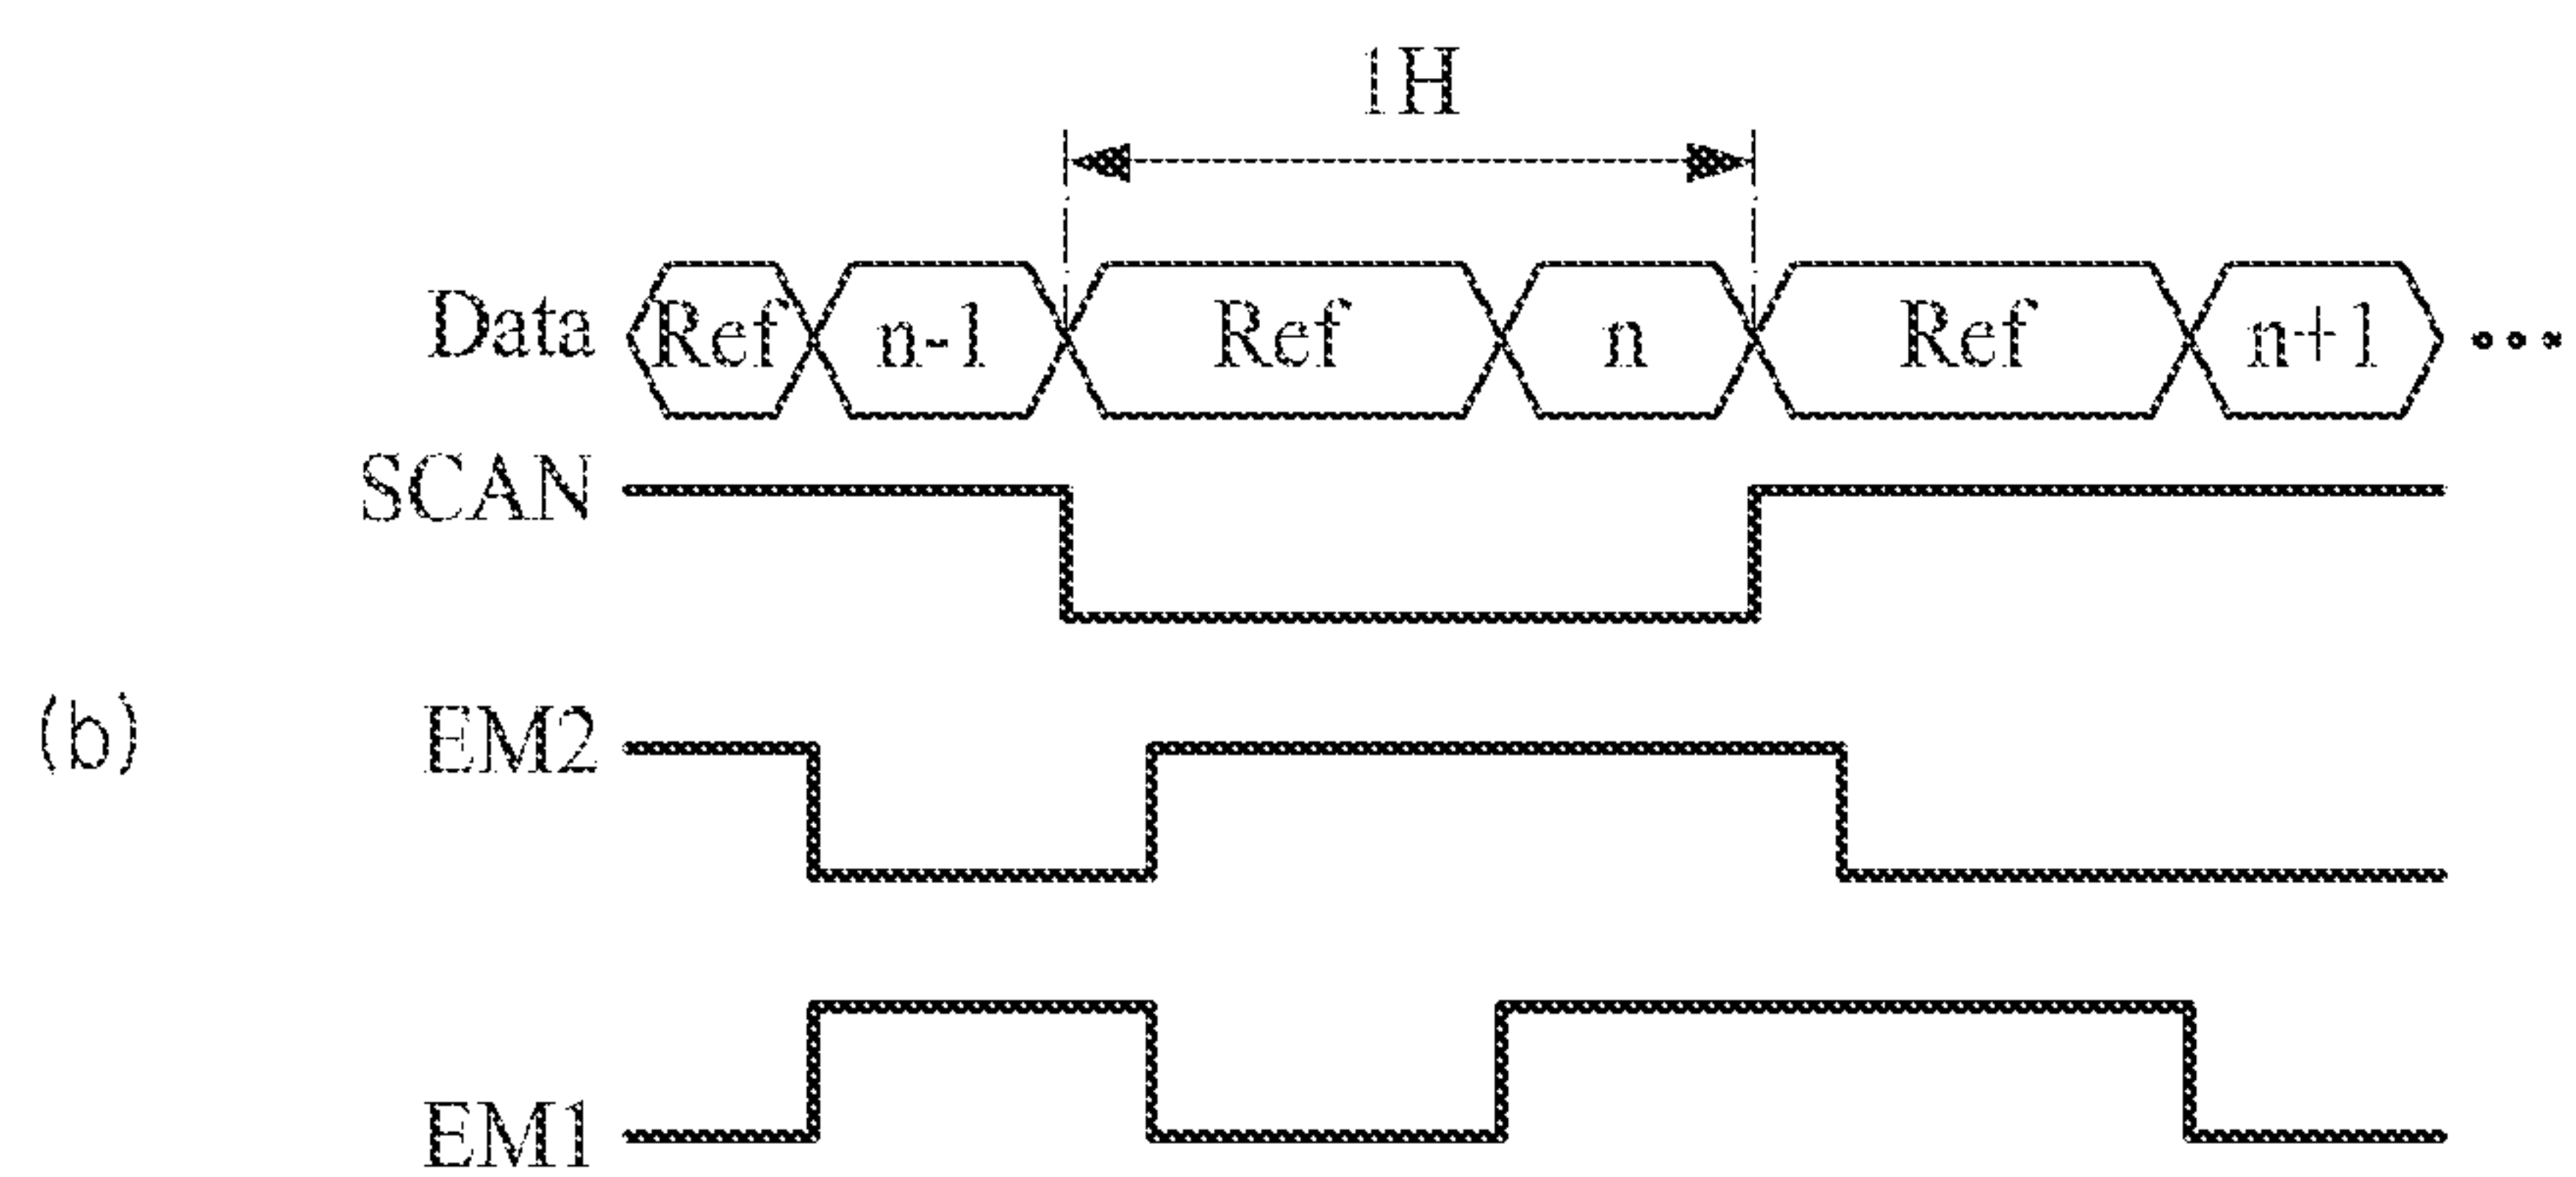 1H
Data Ref n-1 Ref n Ref n+1 •••
SCAN
(b) EM2
EM1